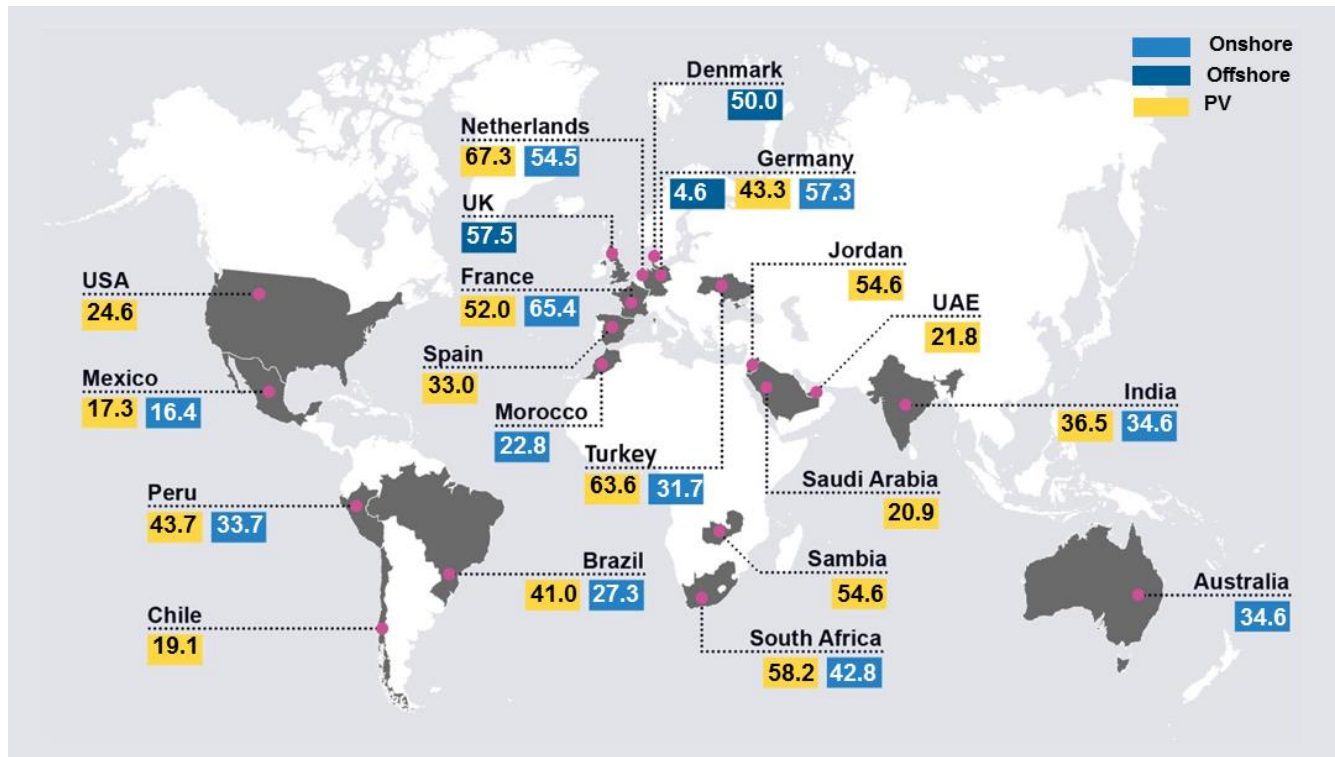 Onshore
Offshore
PV
Denmark
50.0
Netherlands
67.3 54.5
Germany
4.6 43.3 57.3
UK
57.5
Jordan
54.6
USA
24.6
France
52.0 65.4
UAE
21.8
Spain
33.0
Mexico
17.3 16.4
India
36.5 34.6
Morocco
22.8
Turkey
63.6 31.7
Saudi Arabia
20.9
Peru
43.7 33.7
Brazil
41.0 27.3
Sambia
54.6
Australia
34.6
Chile
19.1
South Africa
58.2 42.8